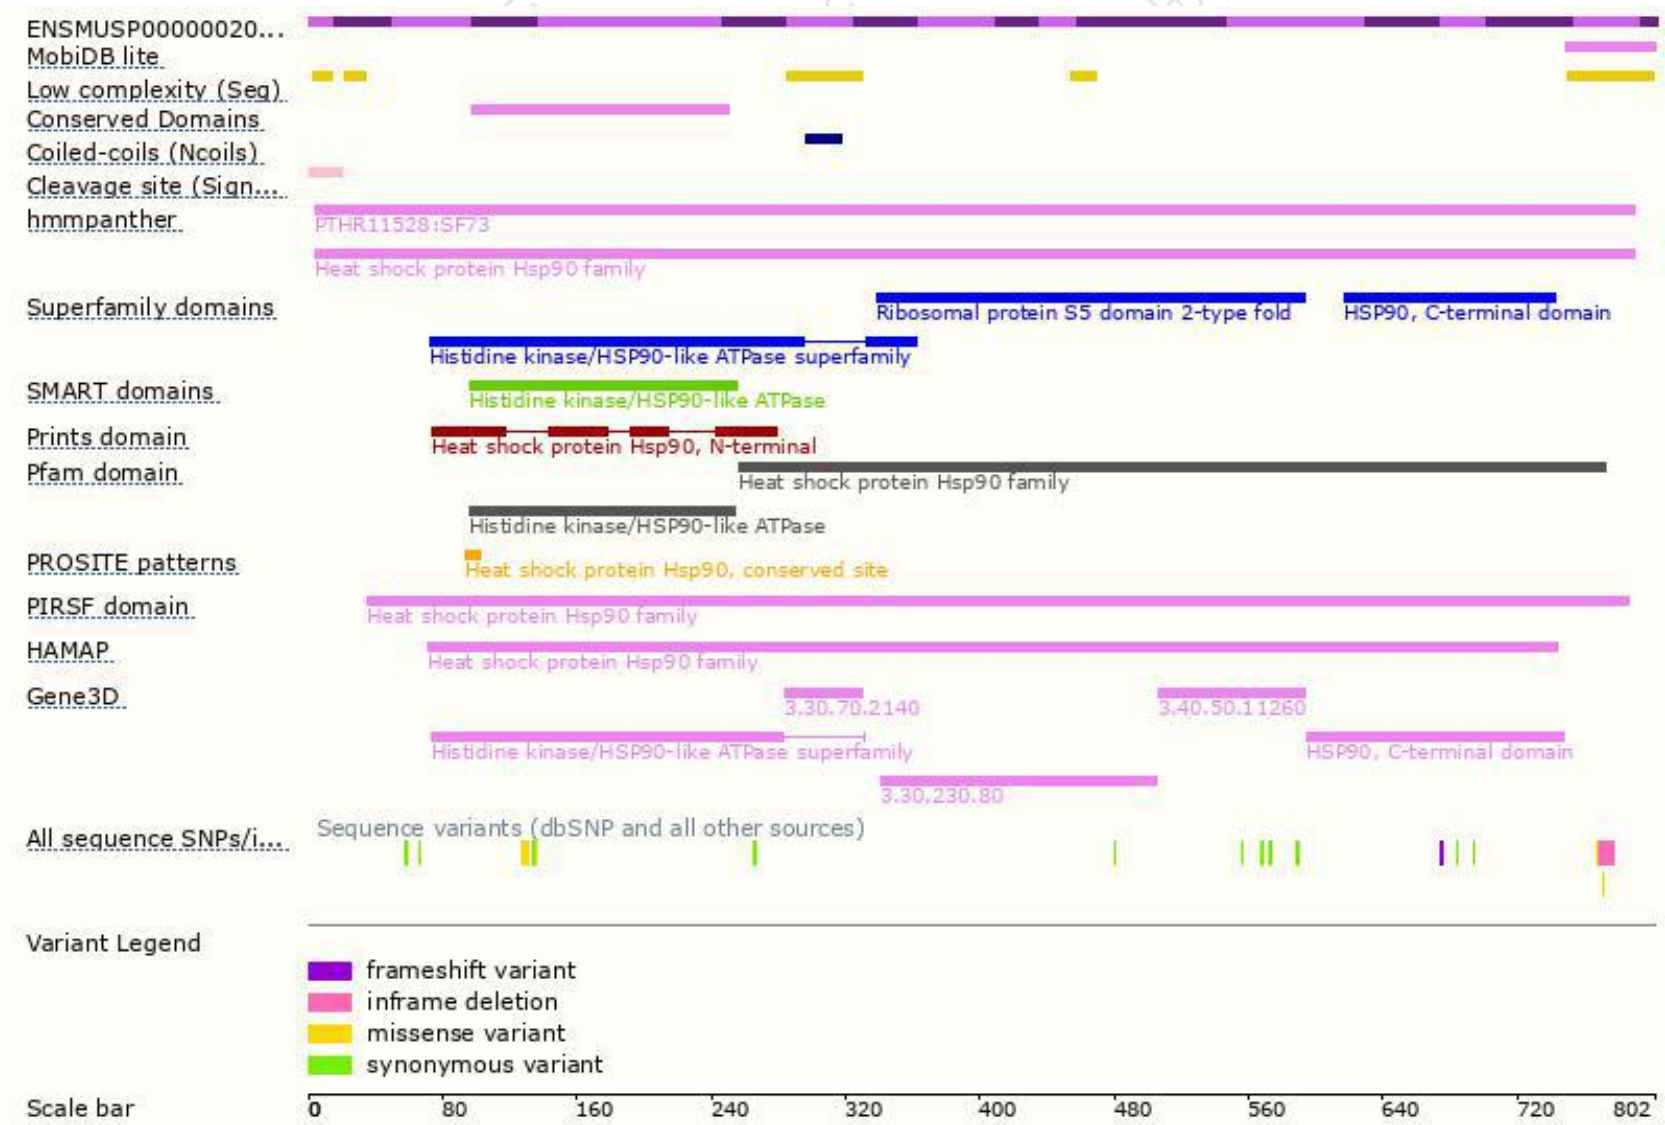 ENSMUSP00000020...
MobiDB lite
Low complexity (Seg)
Conserved Domains
Coiled-coils (Ncoils)
Cleavage site (Sign...
hmmpanther
PTHR11528:SF73
Heat shock protein Hsp90 family
Superfamily domains
Ribosomal protein S5 domain 2-type fold
HSP90, C-terminal domain
Histidine kinase/HSP90-like ATPase superfamily
SMART domains
Histidine kinase/HSP90-like ATPase
Prints domain
Heat shock protein Hsp90, N-terminal
Pfam domain
Heat shock protein Hsp90 family
Histidine kinase/HSP90-like ATPase
PROSITE patterns
Heat shock protein Hsp90, conserved site
PIRSF domain
Heat shock protein Hsp90 family
HAMAP
Heat shock protein Hsp90 family
Gene3D
3.30.70.2140
3.40.50.11260
Histidine kinase/HSP90-like ATPase superfamily
HSP90, C-terminal domain
3.30.230.80
All sequence SNPs/i...
Sequence variants (dbSNP and all other sources)
Variant Legend
frameshift variant
inframe deletion
missense variant
synonymous variant
Scale bar
0 80 160 240 320 400 480 560 640 720 802